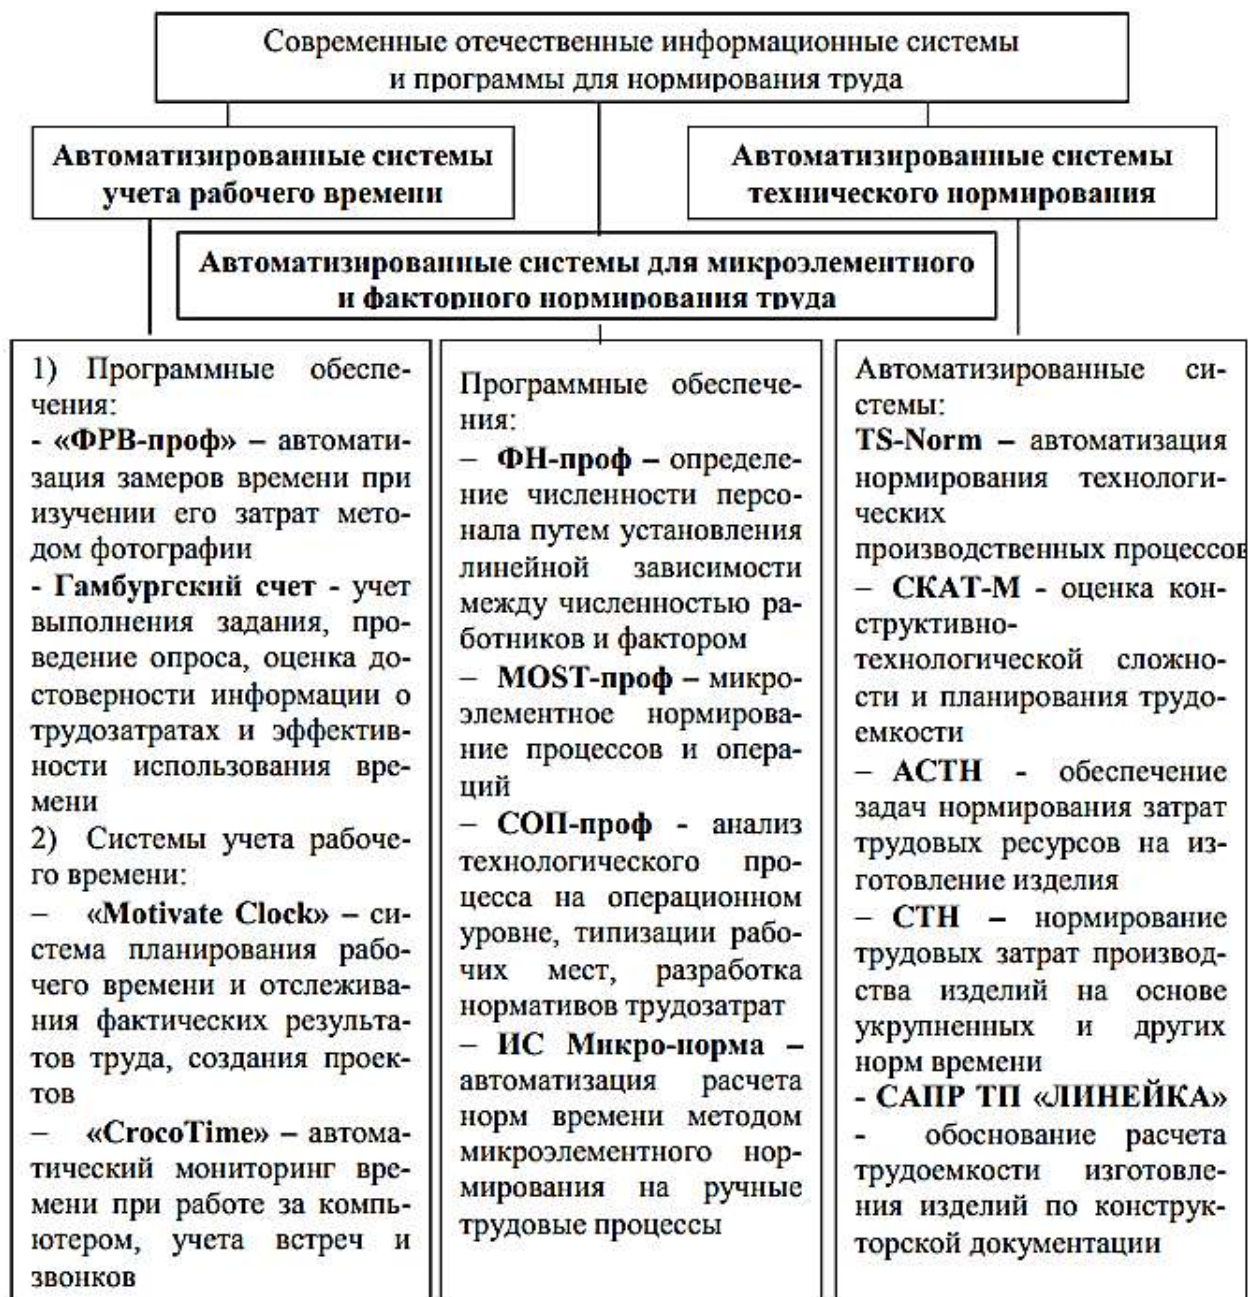 Современные отечественные информационные системы
и программы для нормирования труда
Автоматизированные системы
учета рабочего времени
Автоматизированные системы
технического нормирования
Автоматизированные системы для микроэлементного
и факторного нормирования труда
1) Программные обеспе-
чения:
- «ФРВ-проф» – автомати-
зация замеров времени при
изучении его затрат мето-
дом фотографии
- Гамбургский счет - учет
выполнения задания, про-
ведение опроса, оценка до-
стоверности информации о
трудозатратах и эффектив-
ности использования вре-
мени
2) Системы учета рабоче-
го времени:
– «Motivate Clock» – си-
стема планирования рабо-
чего времени и отслежива-
ния фактических результа-
тов труда, создания проек-
тов
– «CrocoTime» – автома-
тический мониторинг вре-
мени при работе за компь-
ютером, учета встреч и
звонков
Программные обеспече-
ния:
– ФН-проф – определе-
ние численности персо-
нала путем установления
линейной зависимости
между численностью ра-
ботников и фактором
– MOST-проф – микро-
элементное нормирова-
ние процессов и опера-
ций
– СОП-проф - анализ
технологического про-
цесса на операционном
уровне, типизации рабо-
чих мест, разработка
нормативов трудозатрат
– ИС Микро-норма –
автоматизация расчета
норм времени методом
микроэлементного нор-
мирования на ручные
трудовые процессы
Автоматизированные си-
стемы:
TS-Norm – автоматизация
нормирования технологи-
ческих
производственных процессов
– СКАТ-М - оценка кон-
структивно-
технологической сложно-
сти и планирования трудо-
емкости
– АСТН - обеспечение
задач нормирования затрат
трудовых ресурсов на из-
готовление изделия
– СТН – нормирование
трудовых затрат производ-
ства изделий на основе
укрупненных и других
норм времени
- САПР ТП «ЛИНЕЙКА»
- обоснование расчета
трудоемкости изготовле-
ния изделий по конструк-
торской документации